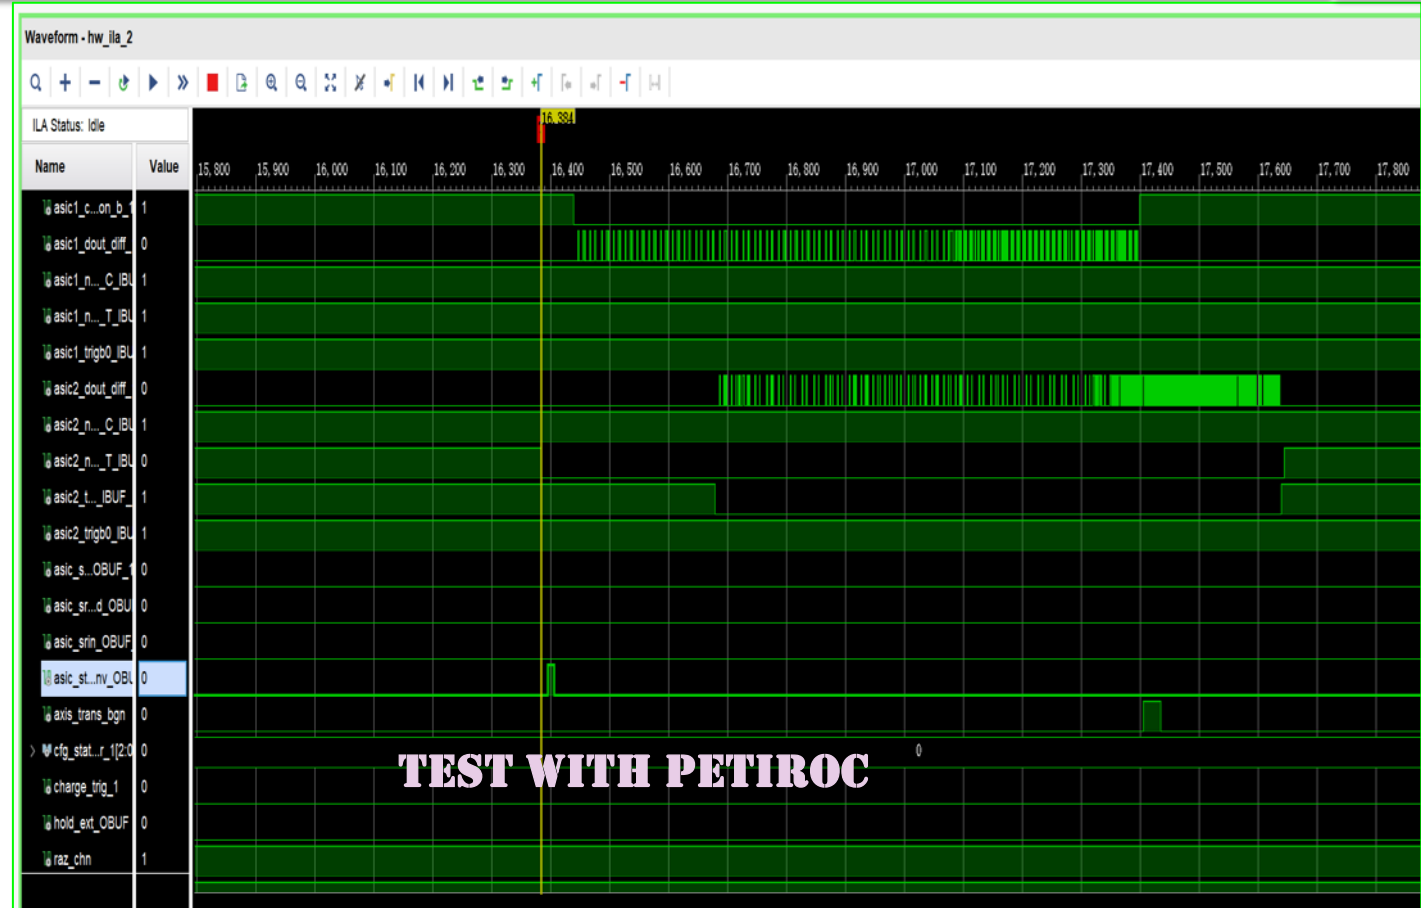 Waveform - hw_ila_2
ILA Status: Idle
16,384
Name Value 15,800 15,900 16,000 16,100 16,200 16,300 16,400 16,500 16,600 16,700 16,800 16,900 17,000 17,100 17,200 17,300 17,400 17,500 17,600 17,700 17,800
asic1_c...on_b_1 1
asic1_dout_diff_ 0
asic1_n..._C_IBU 1
asic1_n..._T_IBU 1
asic1_trigb0_IBU 1
asic2_dout_diff_ 0
asic2_n..._C_IBU 1
asic2_n..._T_IBU 0
asic2_t..._IBUF_ 1
asic2_trigb0_IBU 1
asic_s...OBUF_1 0
asic_sr...d_OBU 0
asic_srin_OBUF_ 0
asic_st...nv_OBU 0
axis_trans_bgn 0
cfg_stat...r_1[2:0 0 0
TEST WITH PETIROC
charge_trig_1 0
hold_ext_OBUF 0
raz_chn 1